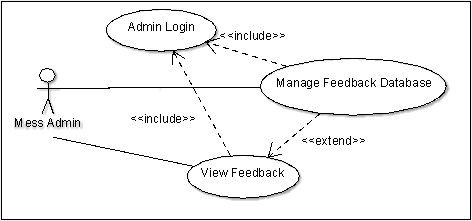 Admin Login
<<include>>
Manage Feedback Database
Mess Admin
<<include>>
<<extend>>
View Feedback